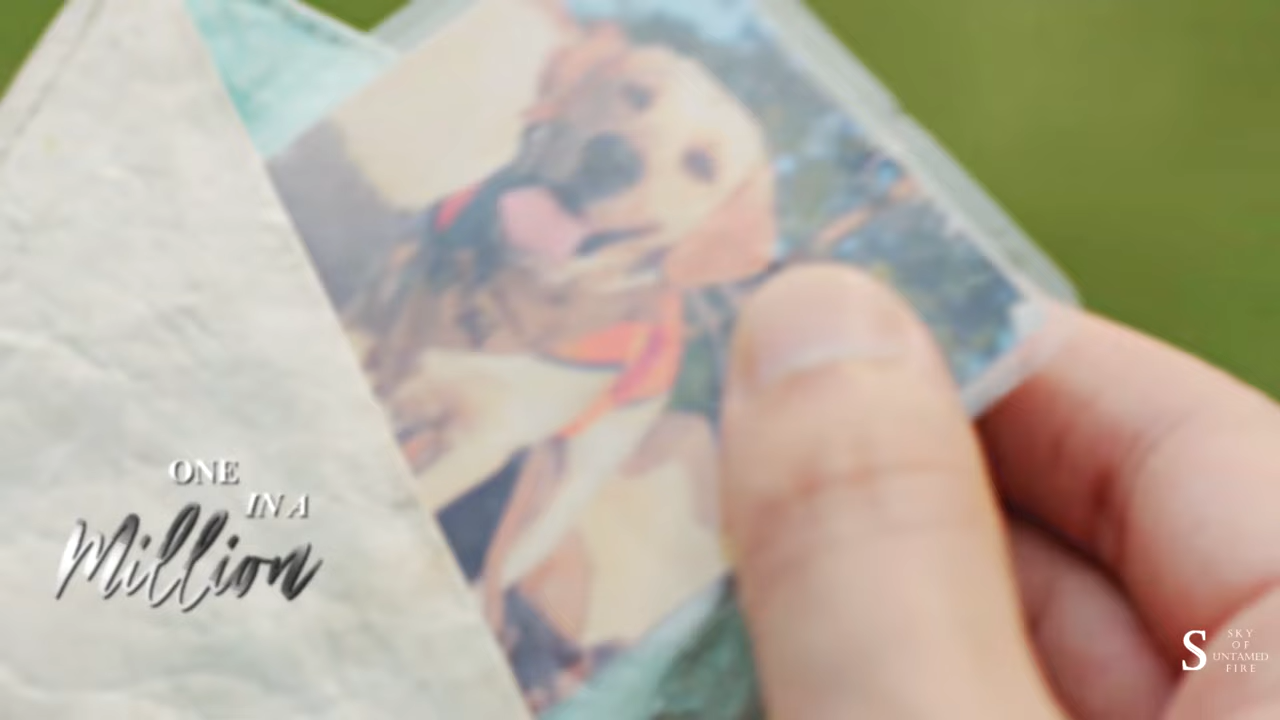 ONE
IN A
Million
S
SKY
OF
UNTAMED
FIRE